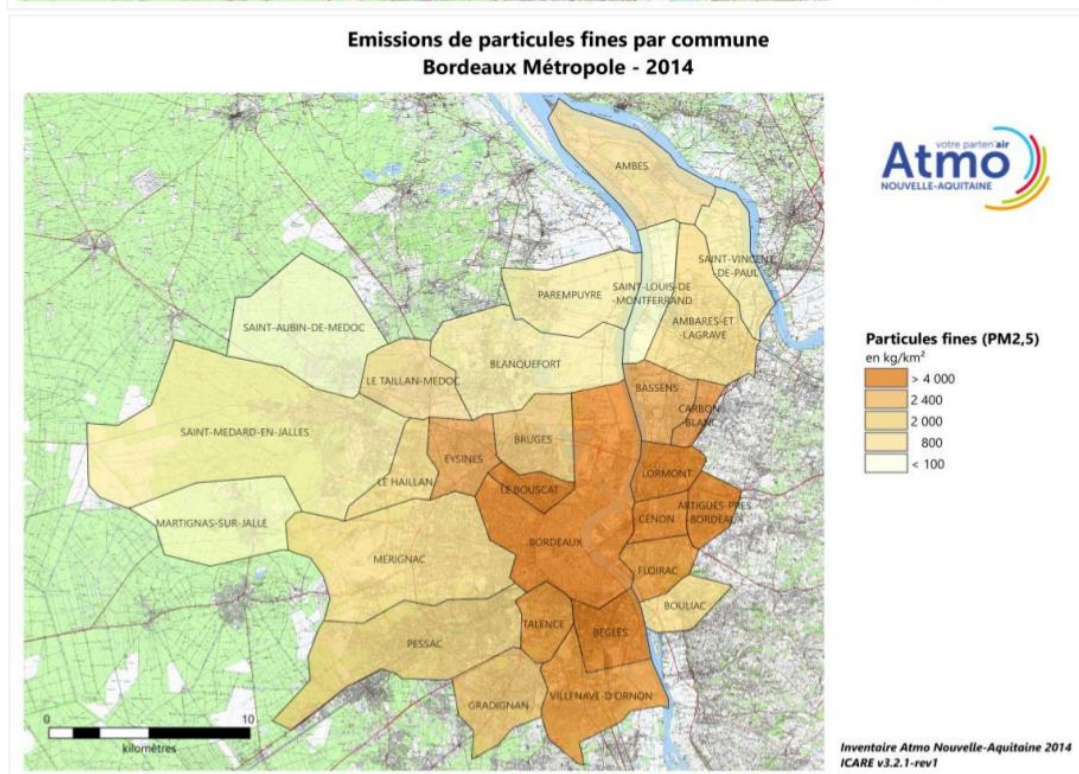 Emissions de particules fines par commune
Bordeaux Métropole - 2014
votre parten'air
Atmo
NOUVELLE-AQUITAINE
AMBES
SAINT-VINCENT
-DE-PAUL
SAINT-LOUIS-DE
-MONTFERRAND
PAREMPUYRE
AMBARES-ET
-LAGRAVE
SAINT-AUBIN-DE-MEDOC
BLANQUEFORT
LE TAILLAN-MEDOC
BASSENS
CARBON
-BLANC
SAINT-MEDARD-EN-JALLES
BRUGES
EYSINES
LE HAILLAN
LE BOUSCAT
LORMONT
ARTIGUES-PRES
-BORDEAUX
CENON
MARTIGNAS-SUR-JALLE
BORDEAUX
MERIGNAC
FLOIRAC
BOULIAC
TALENCE
BEGLES
PESSAC
GRADIGNAN
VILLENAVE-D'ORNON
Particules fines (PM2,5)
en kg/km²
> 4 000
2 400
2 000
800
< 100
0 10
kilomètres
Inventaire Atmo Nouvelle-Aquitaine 2014
ICARE v3.2.1-rev1